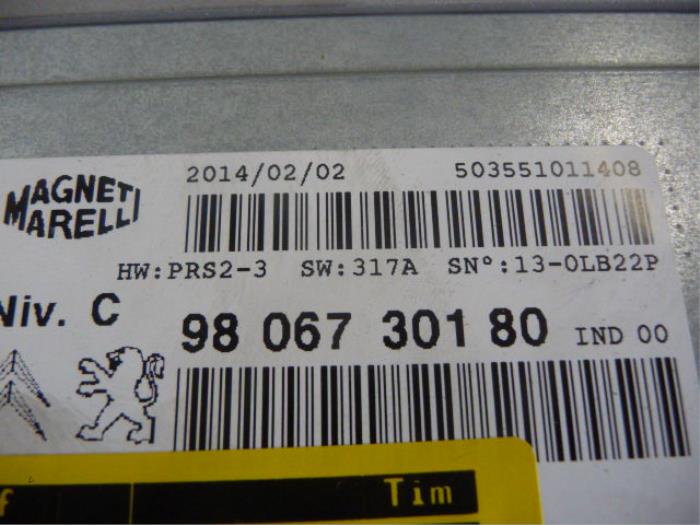 MAGNETI
MARELLI
2014/02/02 503551011408
HW:PRS2-3 SW:317A SNº:13-0LB22P
Niv. C 98 067 301 80 IND 00
Tim